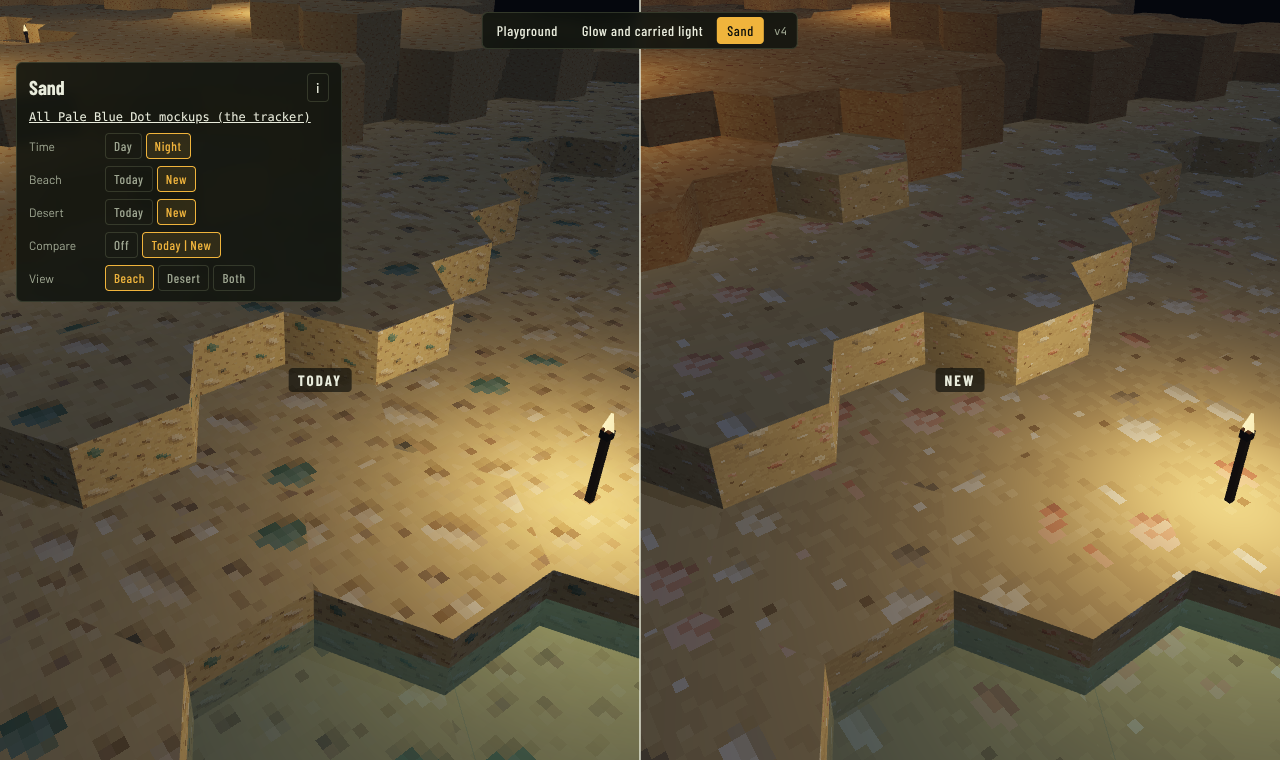 Playground Glow and carried light Sand v4
Sand i
All Pale Blue Dot mockups (the tracker)
Time Day Night
Beach Today New
Desert Today New
Compare Off Today | New
View Beach Desert Both
TODAY NEW